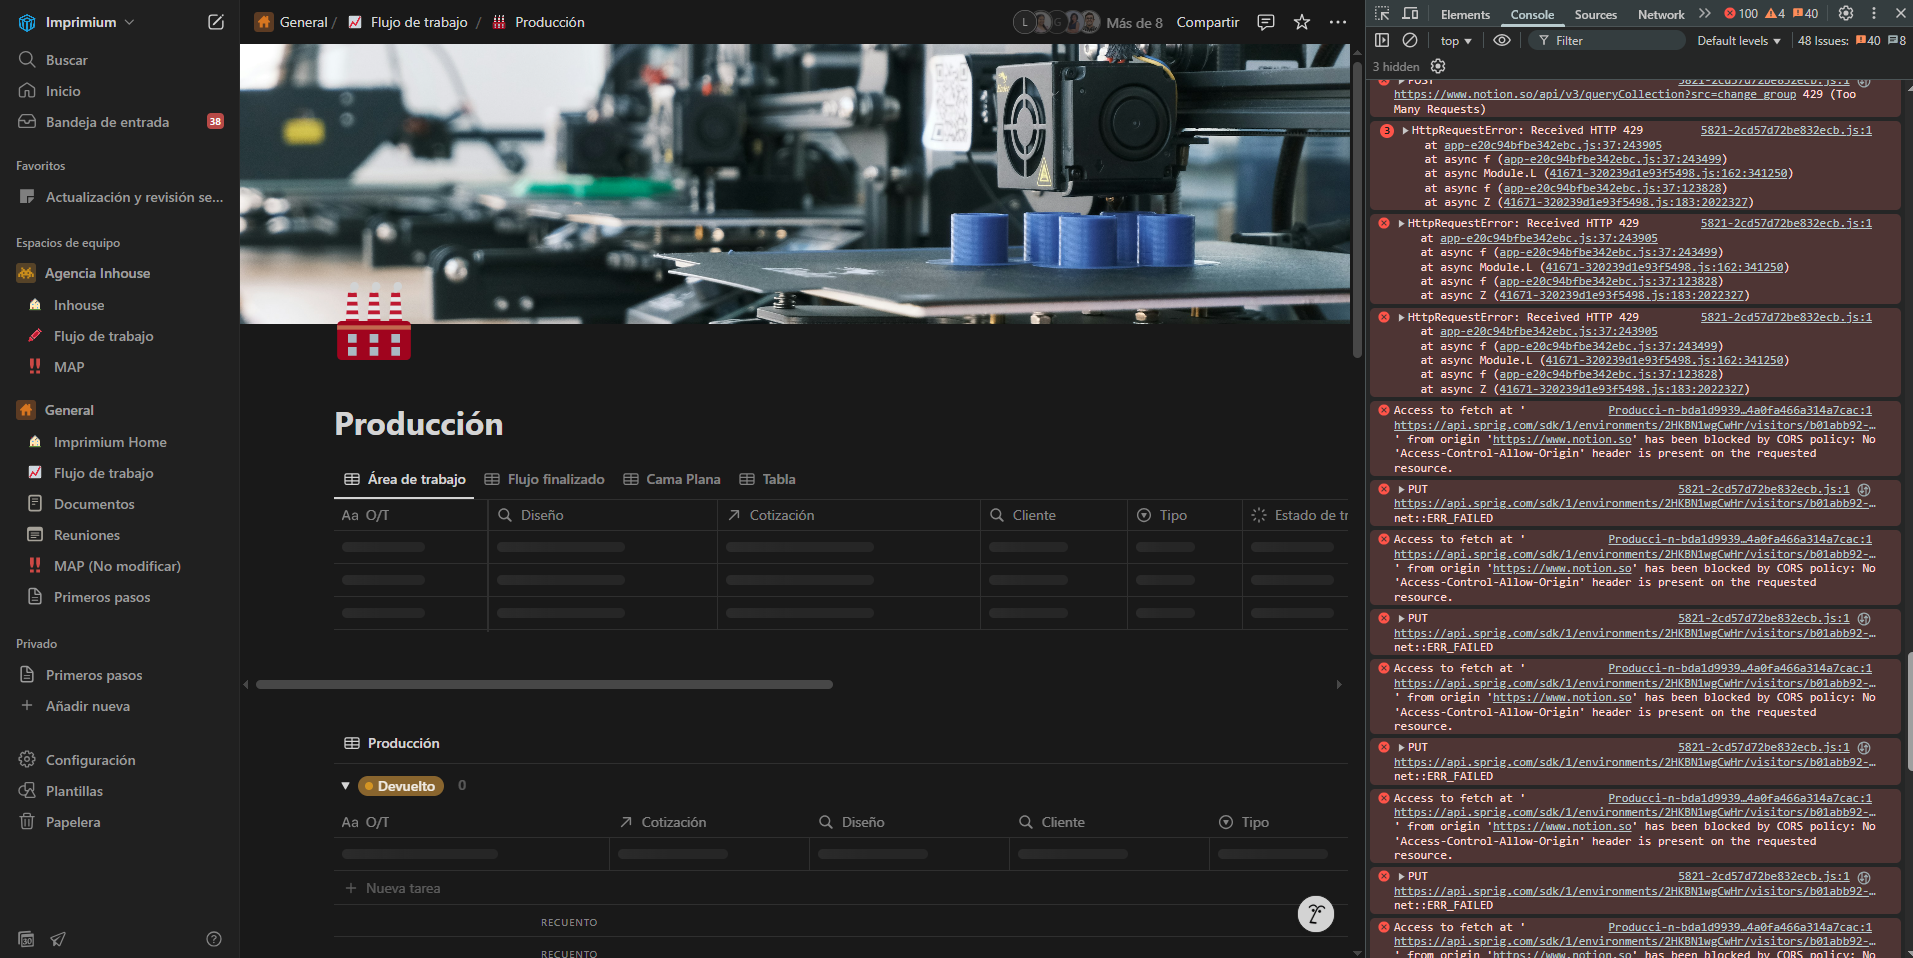 Imprimium
Buscar
Inicio
Bandeja de entrada
38
Favoritos
Actualización y revisión se...
Espacios de equipo
Agencia Inhouse
Inhouse
Flujo de trabajo
MAP
General
Imprimium Home
Flujo de trabajo
Documentos
Reuniones
MAP (No modificar)
Primeros pasos
Privado
Primeros pasos
Añadir nueva
Configuración
Plantillas
Papelera
General / Flujo de trabajo / Producción
L G Más de 8 Compartir
Producción
Área de trabajo Flujo finalizado Cama Plana Tabla
Aa O/T Diseño Cotización Cliente Tipo Estado de tr
Producción
Devuelto 0
Aa O/T Cotización Diseño Cliente Tipo
+ Nueva tarea
RECUENTO
RECUENTO
Elements Console Sources Network 100 4 40
top Filter Default levels 48 Issues: 40 8
3 hidden
POST 5821-2cd57d72be832ecb.js:1
https://www.notion.so/api/v3/queryCollection?src=change_group 429 (Too
Many Requests)
3 HttpRequestError: Received HTTP 429 5821-2cd57d72be832ecb.js:1
at app-e20c94bfbe342ebc.js:37:243905
at async f (app-e20c94bfbe342ebc.js:37:243499)
at async Module.L (41671-320239d1e93f5498.js:162:341250)
at async f (app-e20c94bfbe342ebc.js:37:123828)
at async Z (41671-320239d1e93f5498.js:183:2022327)
HttpRequestError: Received HTTP 429 5821-2cd57d72be832ecb.js:1
at app-e20c94bfbe342ebc.js:37:243905
at async f (app-e20c94bfbe342ebc.js:37:243499)
at async Module.L (41671-320239d1e93f5498.js:162:341250)
at async f (app-e20c94bfbe342ebc.js:37:123828)
at async Z (41671-320239d1e93f5498.js:183:2022327)
HttpRequestError: Received HTTP 429 5821-2cd57d72be832ecb.js:1
at app-e20c94bfbe342ebc.js:37:243905
at async f (app-e20c94bfbe342ebc.js:37:243499)
at async Module.L (41671-320239d1e93f5498.js:162:341250)
at async f (app-e20c94bfbe342ebc.js:37:123828)
at async Z (41671-320239d1e93f5498.js:183:2022327)
Access to fetch at ' Producci-n-bda1d9939…4a0fa466a314a7cac:1
https://api.sprig.com/sdk/1/environments/2HKBN1wgCwHr/visitors/b01abb92-…
' from origin 'https://www.notion.so' has been blocked by CORS policy: No
'Access-Control-Allow-Origin' header is present on the requested
resource.
PUT 5821-2cd57d72be832ecb.js:1
https://api.sprig.com/sdk/1/environments/2HKBN1wgCwHr/visitors/b01abb92-…
net::ERR_FAILED
Access to fetch at ' Producci-n-bda1d9939…4a0fa466a314a7cac:1
https://api.sprig.com/sdk/1/environments/2HKBN1wgCwHr/visitors/b01abb92-…
' from origin 'https://www.notion.so' has been blocked by CORS policy: No
'Access-Control-Allow-Origin' header is present on the requested
resource.
PUT 5821-2cd57d72be832ecb.js:1
https://api.sprig.com/sdk/1/environments/2HKBN1wgCwHr/visitors/b01abb92-…
net::ERR_FAILED
Access to fetch at ' Producci-n-bda1d9939…4a0fa466a314a7cac:1
https://api.sprig.com/sdk/1/environments/2HKBN1wgCwHr/visitors/b01abb92-…
' from origin 'https://www.notion.so' has been blocked by CORS policy: No
'Access-Control-Allow-Origin' header is present on the requested
resource.
PUT 5821-2cd57d72be832ecb.js:1
https://api.sprig.com/sdk/1/environments/2HKBN1wgCwHr/visitors/b01abb92-…
net::ERR_FAILED
Access to fetch at ' Producci-n-bda1d9939…4a0fa466a314a7cac:1
https://api.sprig.com/sdk/1/environments/2HKBN1wgCwHr/visitors/b01abb92-…
' from origin 'https://www.notion.so' has been blocked by CORS policy: No
'Access-Control-Allow-Origin' header is present on the requested
resource.
PUT 5821-2cd57d72be832ecb.js:1
https://api.sprig.com/sdk/1/environments/2HKBN1wgCwHr/visitors/b01abb92-…
net::ERR_FAILED
Access to fetch at ' Producci-n-bda1d9939…4a0fa466a314a7cac:1
https://api.sprig.com/sdk/1/environments/2HKBN1wgCwHr/visitors/b01abb92-…
' from origin 'https://www.notion.so' has been blocked by CORS policy: No